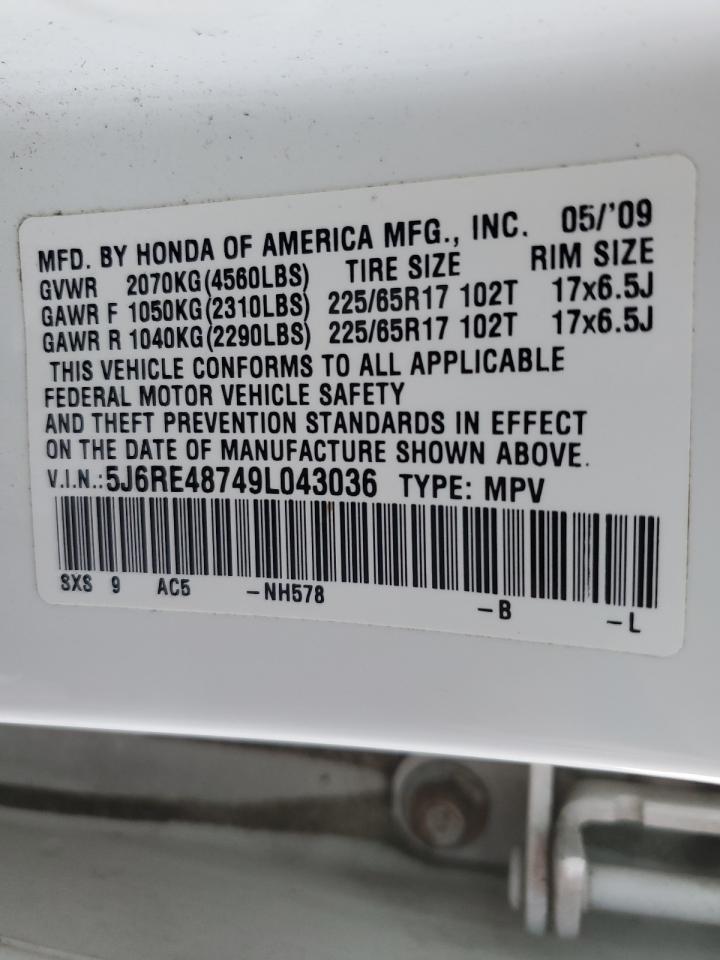 MFD. BY HONDA OF AMERICA MFG., INC. 05/'09
GVWR 2070KG(4560LBS) TIRE SIZE RIM SIZE
GAWR F 1050KG(2310LBS) 225/65R17 102T 17x6.5J
GAWR R 1040KG(2290LBS) 225/65R17 102T 17x6.5J
THIS VEHICLE CONFORMS TO ALL APPLICABLE
FEDERAL MOTOR VEHICLE SAFETY
AND THEFT PREVENTION STANDARDS IN EFFECT
ON THE DATE OF MANUFACTURE SHOWN ABOVE.
V.I.N.:5J6RE48749L043036 TYPE: MPV
SXS 9 AC5 -NH578 -B -L